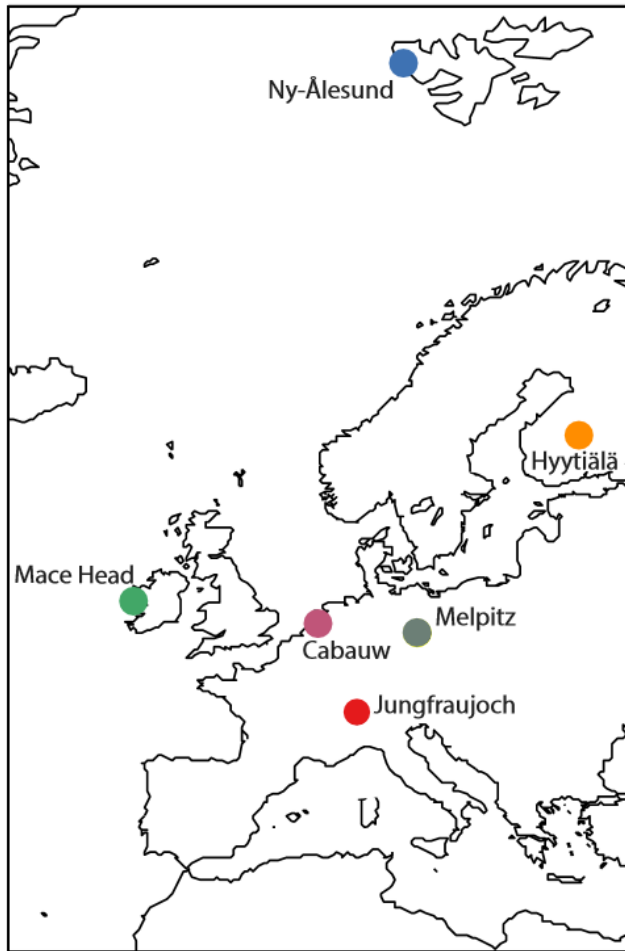 Ny-Ålesund
Hyytiälä
Mace Head
Melpitz
Cabauw
Jungfraujoch